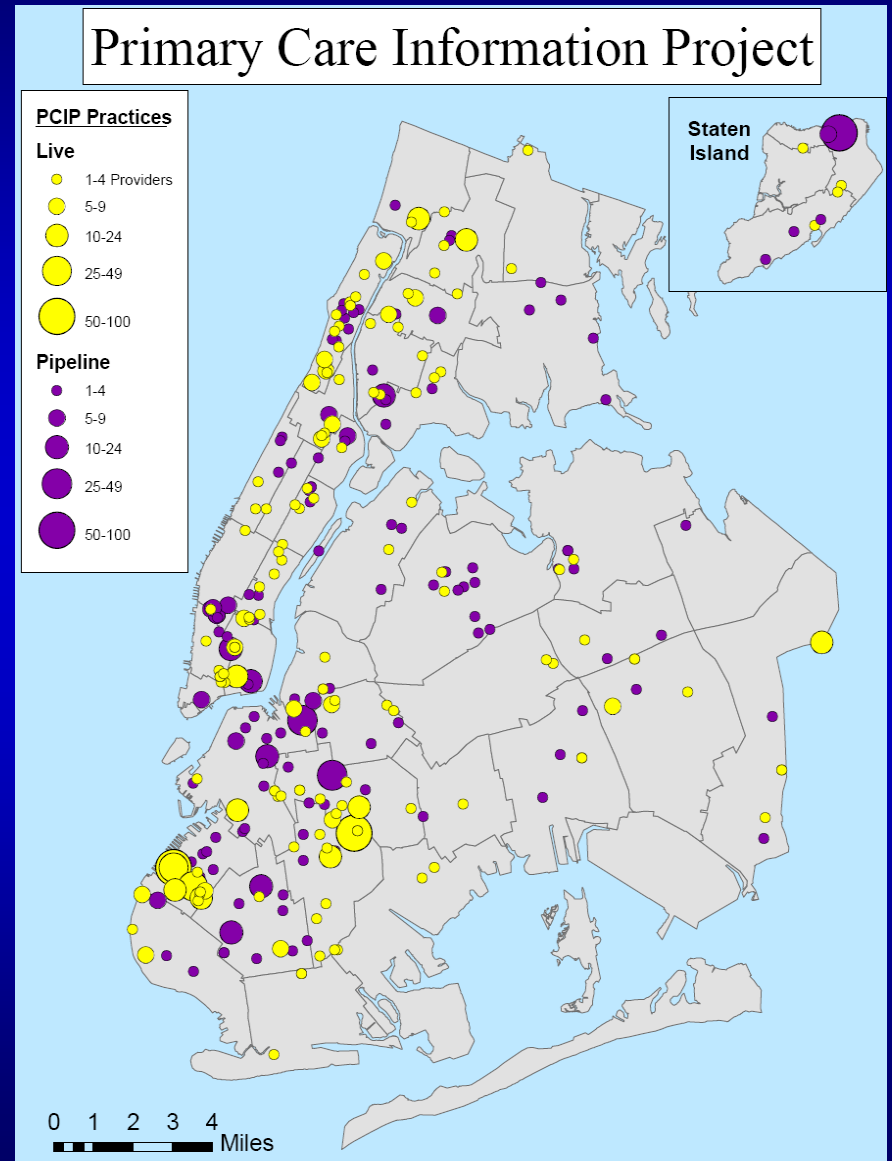 Primary Care Information Project
PCIP Practices
Live
1-4 Providers
5-9
10-24
25-49
50-100
Pipeline
1-4
5-9
10-24
25-49
50-100
Staten
Island
0 1 2 3 4
Miles